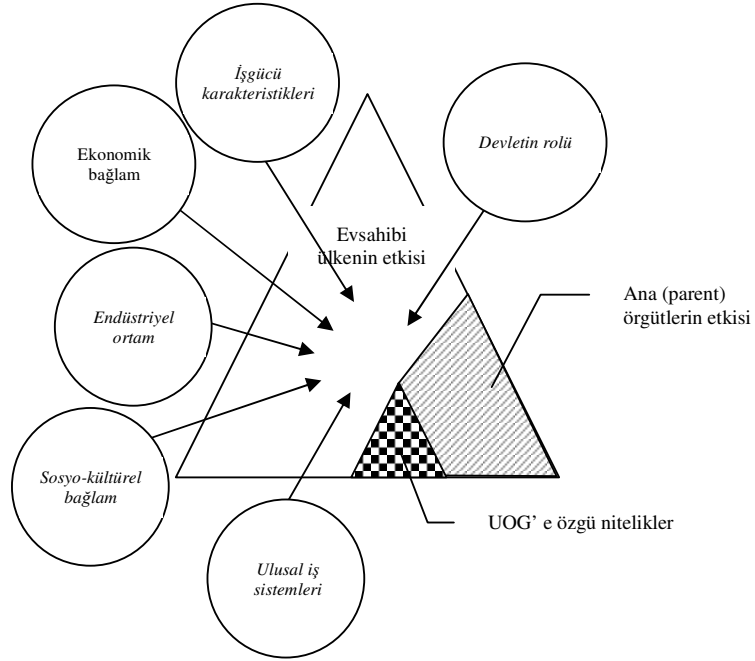 İşgücü
karakteristikleri
Ekonomik
bağlam
Devletin rolü
Evsahibi
ülkenin etkisi
Endüstriyel
ortam
Ana (parent)
örgütlerin etkisi
Sosyo-kültürel
bağlam
UOG' e özgü nitelikler
Ulusal iş
sistemleri